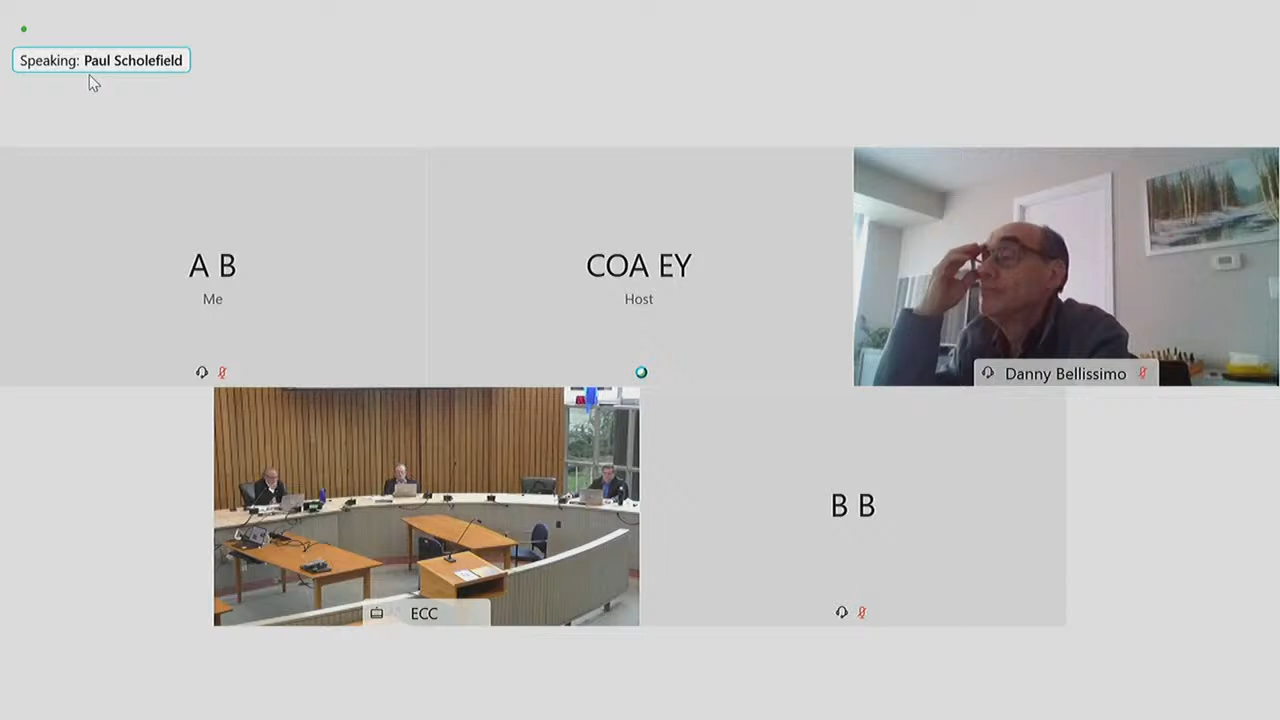 Speaking: Paul Scholefield
A B
Me
COA EY
Host
Danny Bellissimo
ECC
B B